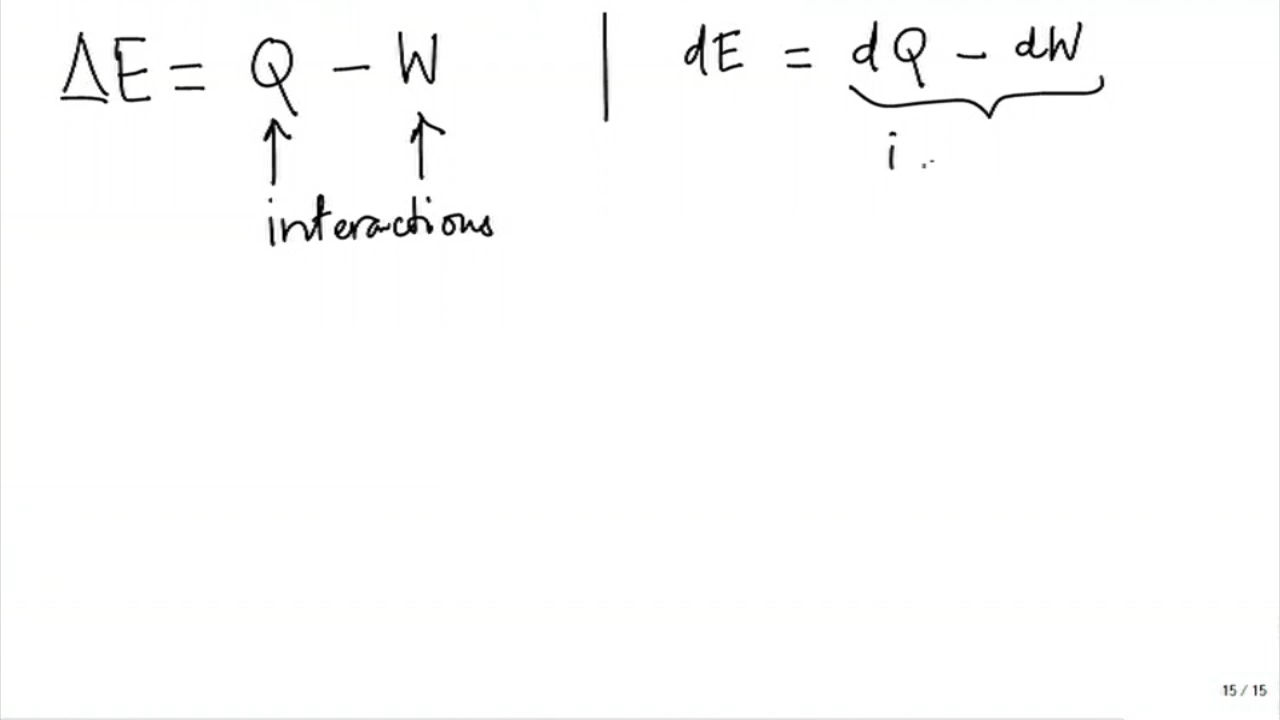 ΔE = Q - W | dE = dQ - dW
↑ ↑ i
interactions
15 / 15